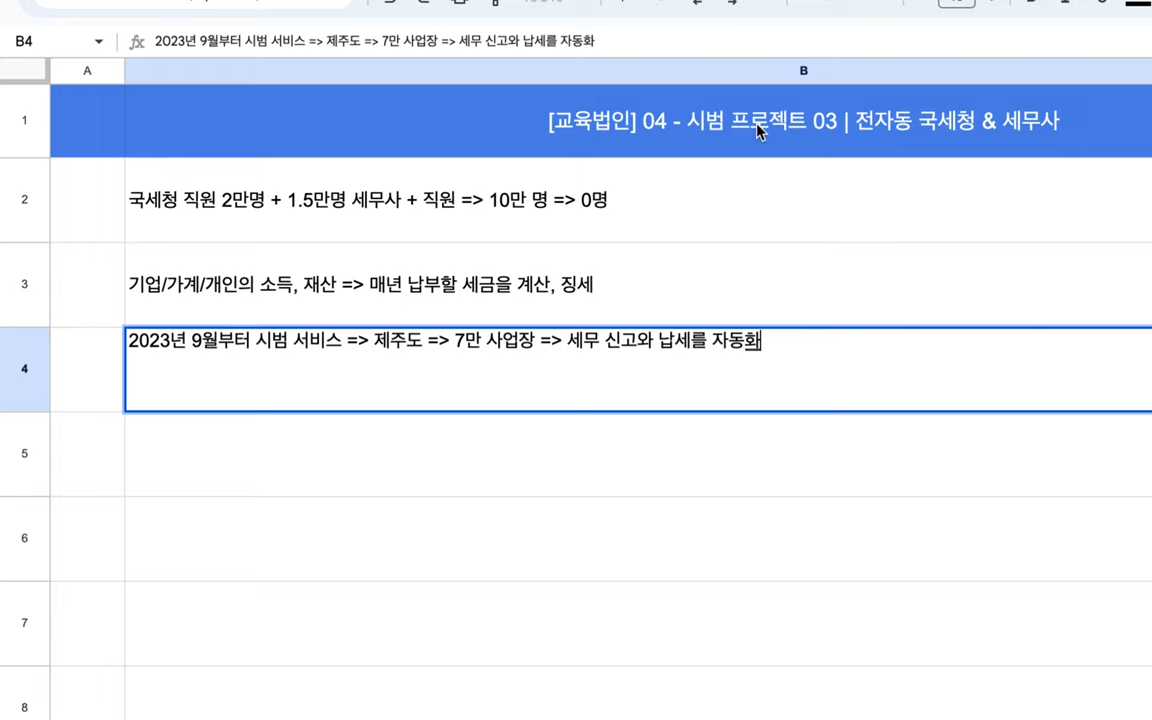 B4
fx 2023년 9월부터 시범 서비스 => 제주도 => 7만 사업장 => 세무 신고와 납세를 자동화
A
B
1
[교육법인] 04 - 시범 프로젝트 03 | 전자동 국세청 & 세무사
2
국세청 직원 2만명 + 1.5만명 세무사 + 직원 => 10만 명 => 0명
3
기업/가계/개인의 소득, 재산 => 매년 납부할 세금을 계산, 징세
4
2023년 9월부터 시범 서비스 => 제주도 => 7만 사업장 => 세무 신고와 납세를 자동화
5
6
7
8